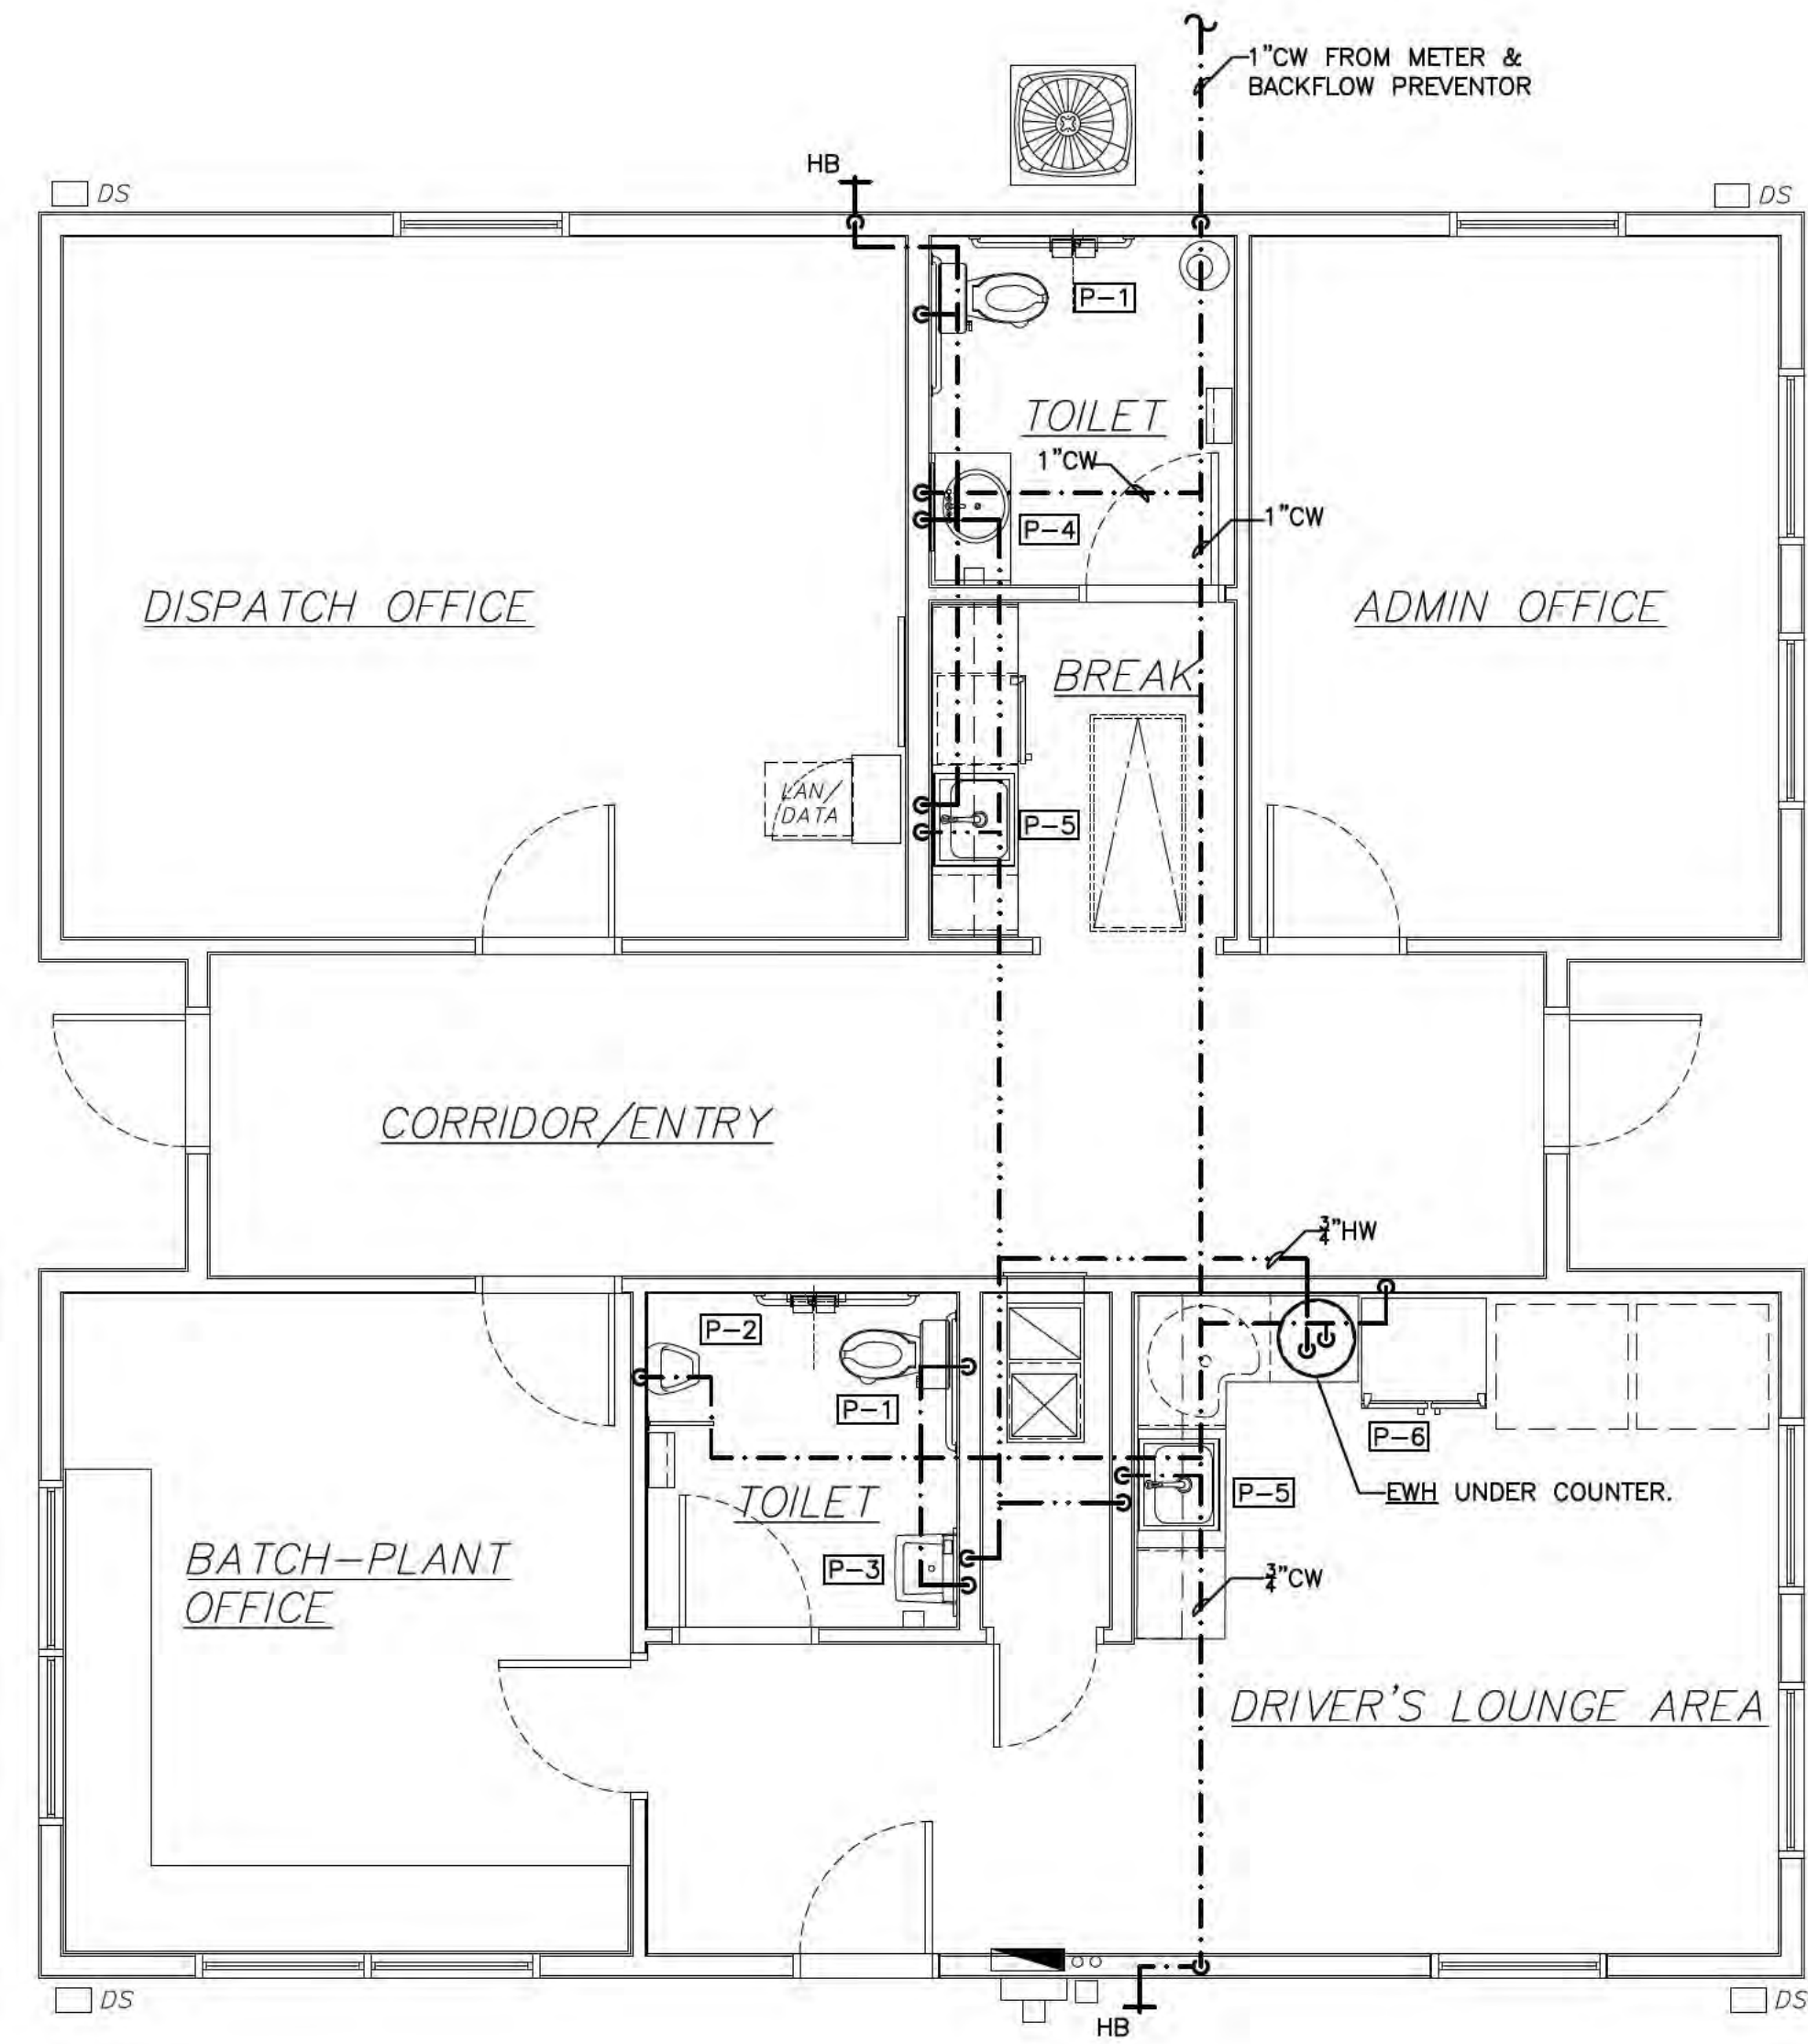 1"CW FROM METER &
BACKFLOW PREVENTOR
HB
DS
DS
P-1
TOILET
1"CW
1"CW
P-4
DISPATCH OFFICE
ADMIN OFFICE
BREAK
LAN/
DATA
P-5
CORRIDOR/ENTRY
¾"HW
P-2
P-1
P-6
P-5
EWH UNDER COUNTER.
TOILET
BATCH-PLANT
OFFICE
P-3
¾"CW
DRIVER'S LOUNGE AREA
DS
DS
HB